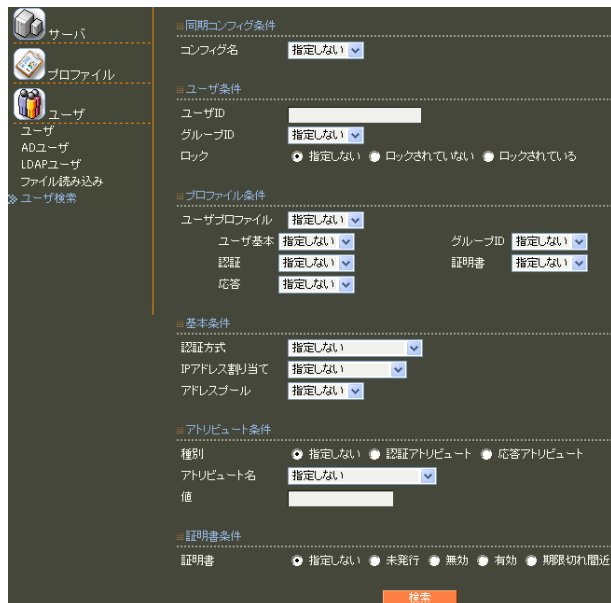 サーバ
プロファイル
ユーザ
ユーザ
ADユーザ
LDAPユーザ
ファイル読み込み
ユーザ検索
同期コンフィグ条件
コンフィグ名 指定しない
ユーザ条件
ユーザID
グループID 指定しない
ロック 指定しない ロックされていない ロックされている
プロファイル条件
ユーザプロファイル 指定しない
ユーザ基本 指定しない グループID 指定しない
認証 指定しない 証明書 指定しない
応答 指定しない
基本条件
認証方式 指定しない
IPアドレス割り当て 指定しない
アドレスプール 指定しない
アトリビュート条件
種別 指定しない 認証アトリビュート 応答アトリビュート
アトリビュート名 指定しない
値
証明書条件
証明書 指定しない 未発行 無効 有効 期限切れ間近
検索